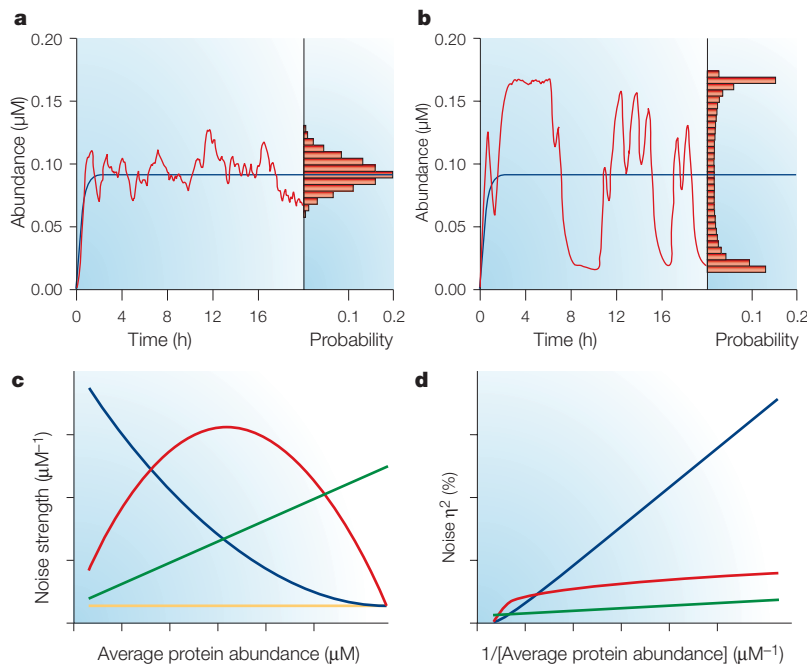 a
0.20
0.15
0.10
0.05
0.00
Abundance (μM)
0 4 8 12 16 0.1 0.2
Time (h) Probability
b
0.20
0.15
0.10
0.05
0.00
Abundance (μM)
0 4 8 12 16 0.1 0.2
Time (h) Probability
c
Noise strength (μM⁻¹)
Average protein abundance (μM)
d
Noise η² (%)
1/[Average protein abundance] (μM⁻¹)